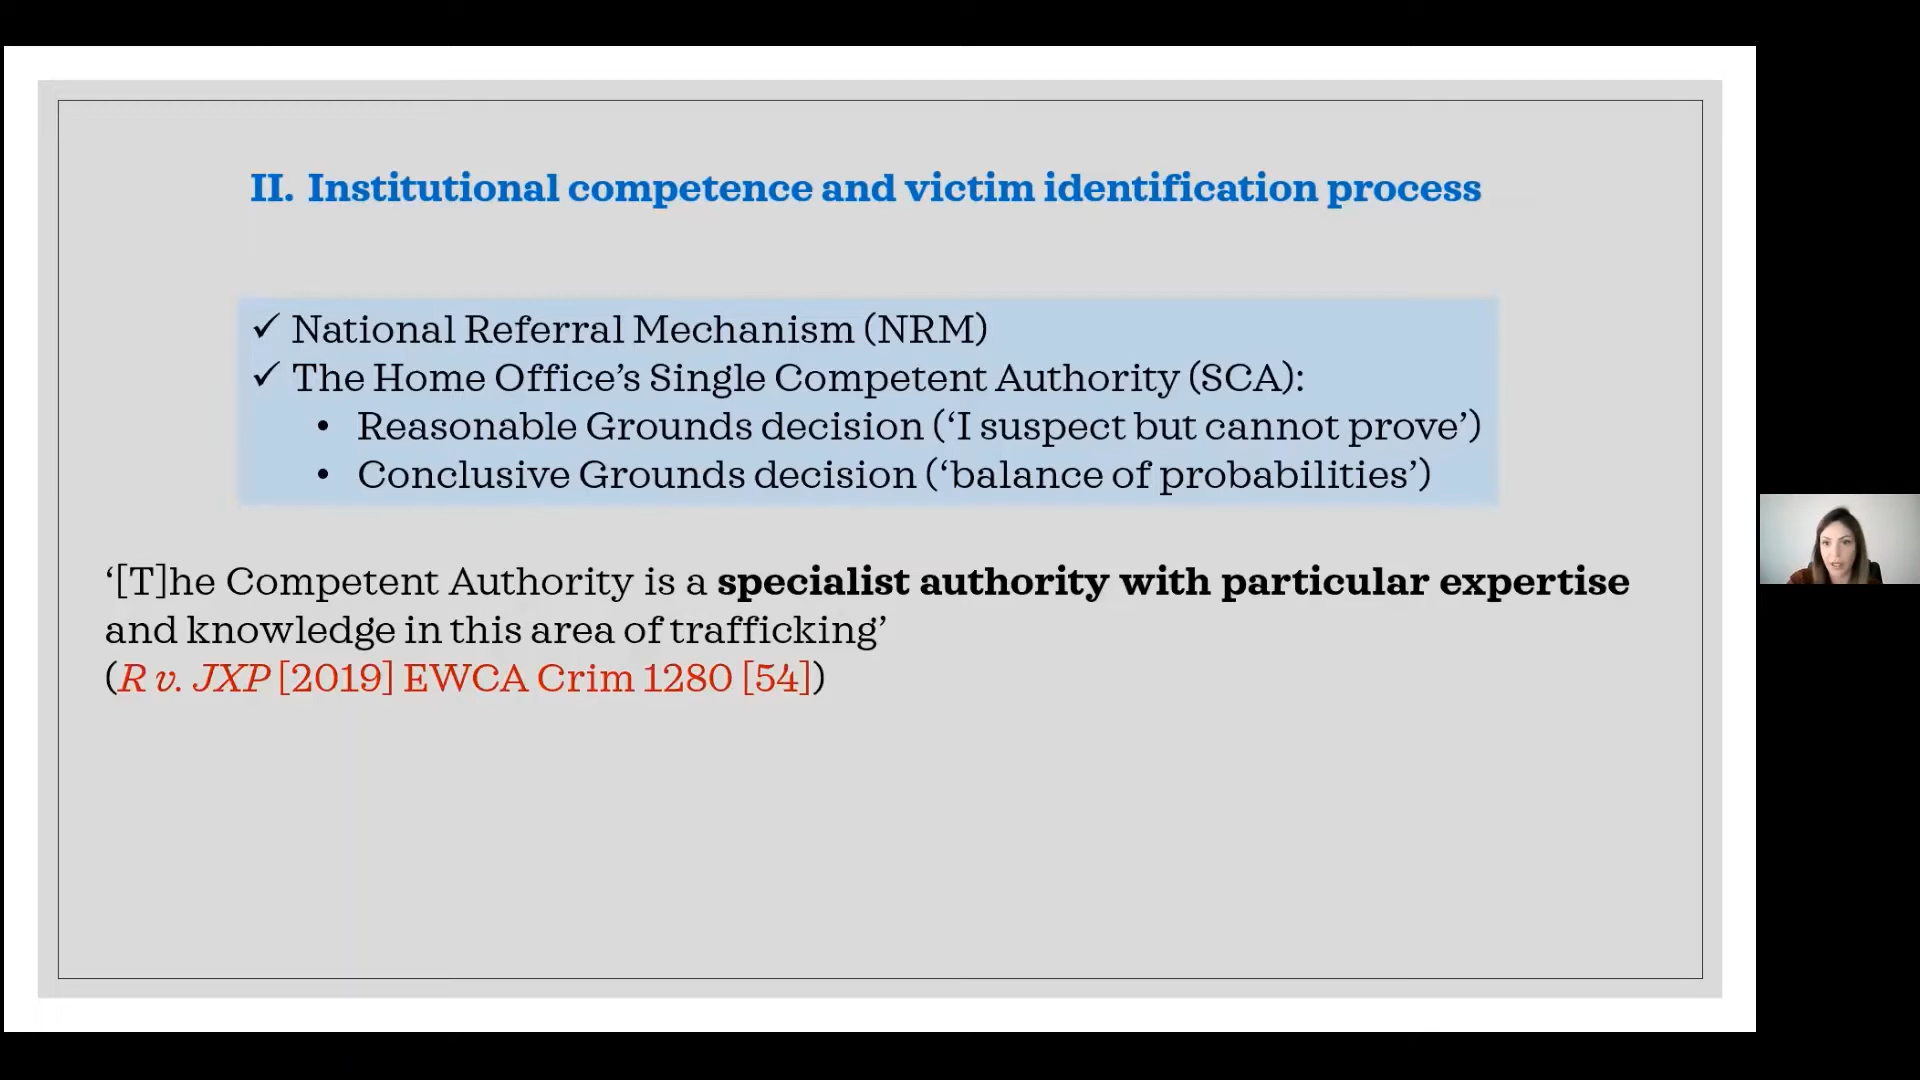 II. Institutional competence and victim identification process
✓ National Referral Mechanism (NRM)
✓ The Home Office’s Single Competent Authority (SCA):
• Reasonable Grounds decision (‘I suspect but cannot prove’)
• Conclusive Grounds decision (‘balance of probabilities’)
‘[T]he Competent Authority is a specialist authority with particular expertise
and knowledge in this area of trafficking’
(R v. JXP [2019] EWCA Crim 1280 [54])